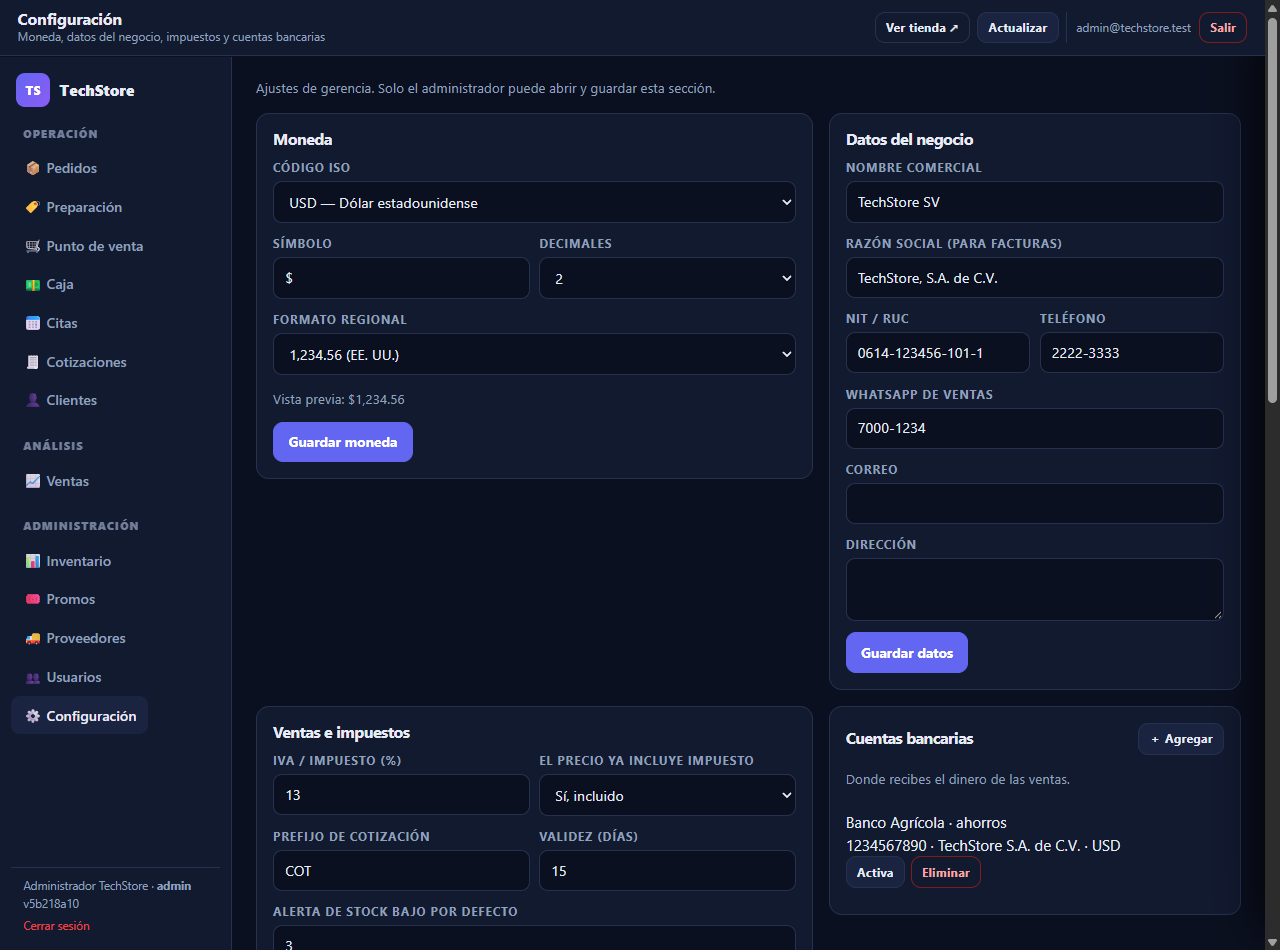 Configuración
Moneda, datos del negocio, impuestos y cuentas bancarias
Ver tienda ↗
Actualizar
admin@techstore.test
Salir
TS
TechStore
OPERACIÓN
Pedidos
Preparación
Punto de venta
Caja
Citas
Cotizaciones
Clientes
ANÁLISIS
Ventas
ADMINISTRACIÓN
Inventario
Promos
Proveedores
Usuarios
Configuración
Administrador TechStore · admin
v5b218a10
Cerrar sesión
Ajustes de gerencia. Solo el administrador puede abrir y guardar esta sección.
Moneda
CÓDIGO ISO
USD — Dólar estadounidense
SÍMBOLO
DECIMALES
$
2
FORMATO REGIONAL
1,234.56 (EE. UU.)
Vista previa: $1,234.56
Guardar moneda
Datos del negocio
NOMBRE COMERCIAL
TechStore SV
RAZÓN SOCIAL (PARA FACTURAS)
TechStore, S.A. de C.V.
NIT / RUC
TELÉFONO
0614-123456-101-1
2222-3333
WHATSAPP DE VENTAS
7000-1234
CORREO
DIRECCIÓN
Guardar datos
Ventas e impuestos
IVA / IMPUESTO (%)
EL PRECIO YA INCLUYE IMPUESTO
13
Sí, incluido
PREFIJO DE COTIZACIÓN
VALIDEZ (DÍAS)
COT
15
ALERTA DE STOCK BAJO POR DEFECTO
3
Cuentas bancarias
+ Agregar
Donde recibes el dinero de las ventas.
Banco Agrícola · ahorros
1234567890 · TechStore S.A. de C.V. · USD
Activa
Eliminar